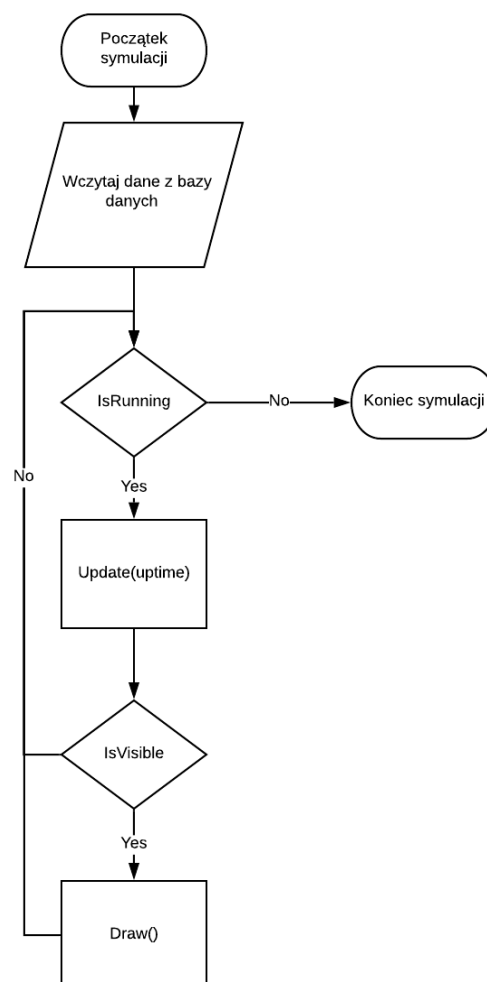 Początek
symulacji
Wczytaj dane z bazy
danych
IsRunning
No
Koniec symulacji
No
Yes
Update(uptime)
IsVisible
Yes
Draw()